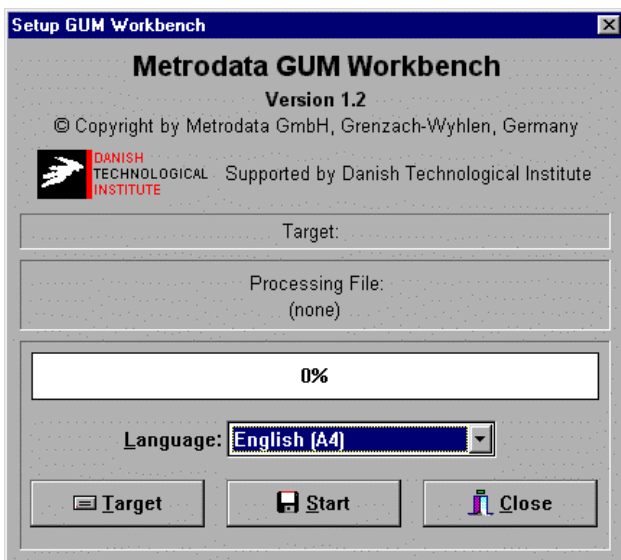 Setup GUM Workbench
Metrodata GUM Workbench
Version 1.2
© Copyright by Metrodata GmbH, Grenzach-Wyhlen, Germany
DANISH
TECHNOLOGICAL
INSTITUTE
Supported by Danish Technological Institute
Target:
Processing File:
(none)
0%
Language: English (A4)
Target Start Close